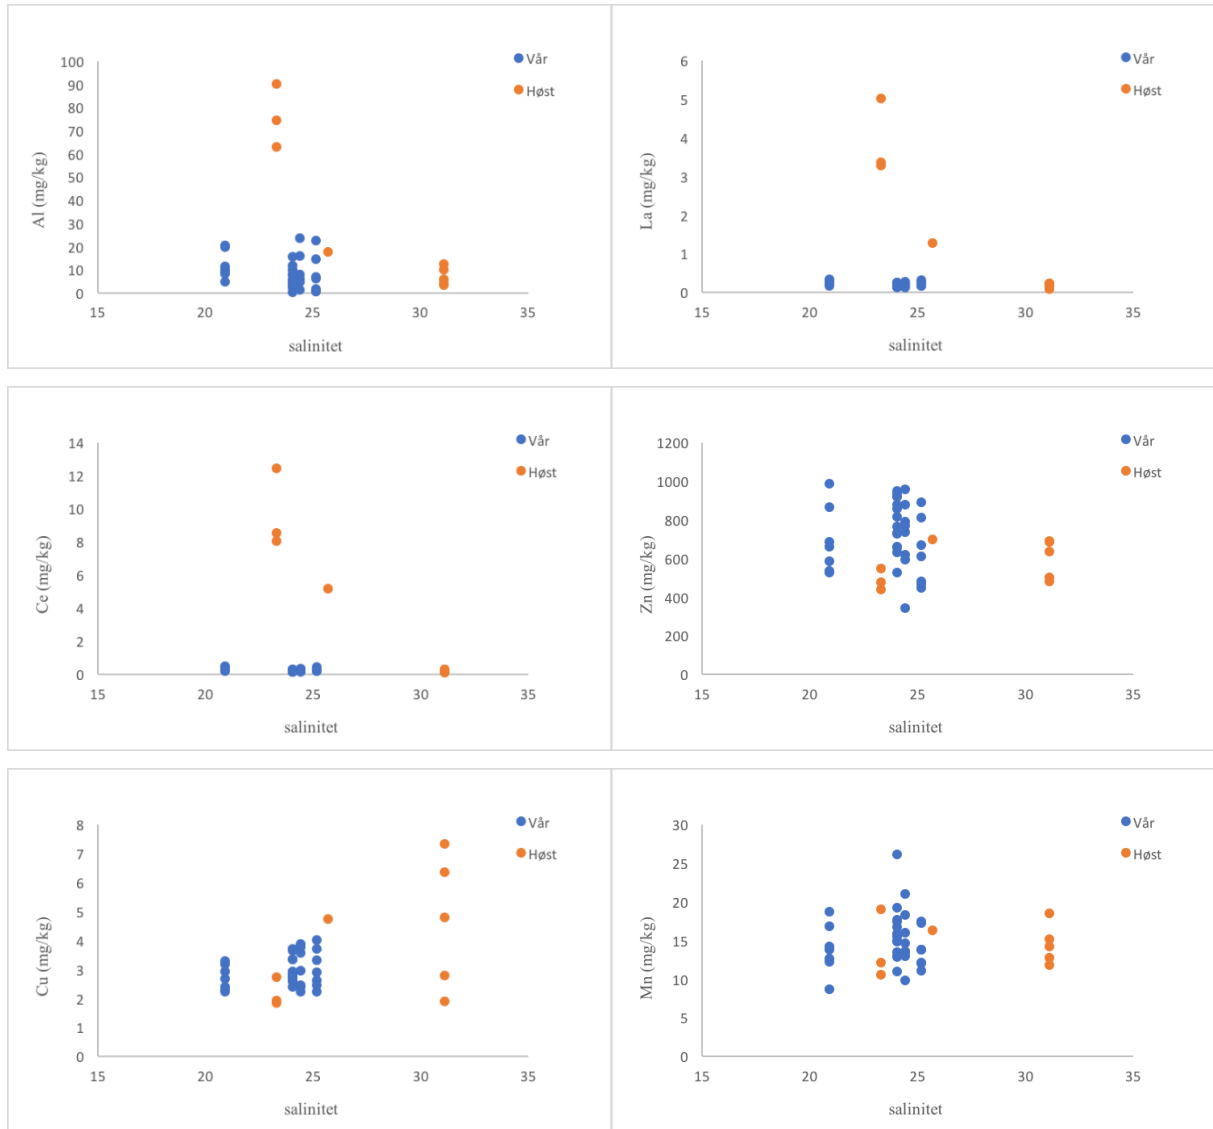 Al (mg/kg)
100
90
80
70
60
50
40
30
20
10
0
15 20 25 30 35
salinitet
Vår
Høst
La (mg/kg)
6
5
4
3
2
1
0
15 20 25 30 35
salinitet
Vår
Høst
Ce (mg/kg)
14
12
10
8
6
4
2
0
15 20 25 30 35
salinitet
Vår
Høst
Zn (mg/kg)
1200
1000
800
600
400
200
0
15 20 25 30 35
salinitet
Vår
Høst
Cu (mg/kg)
8
7
6
5
4
3
2
1
0
15 20 25 30 35
salinitet
Vår
Høst
Mn (mg/kg)
30
25
20
15
10
5
0
15 20 25 30 35
salinitet
Vår
Høst